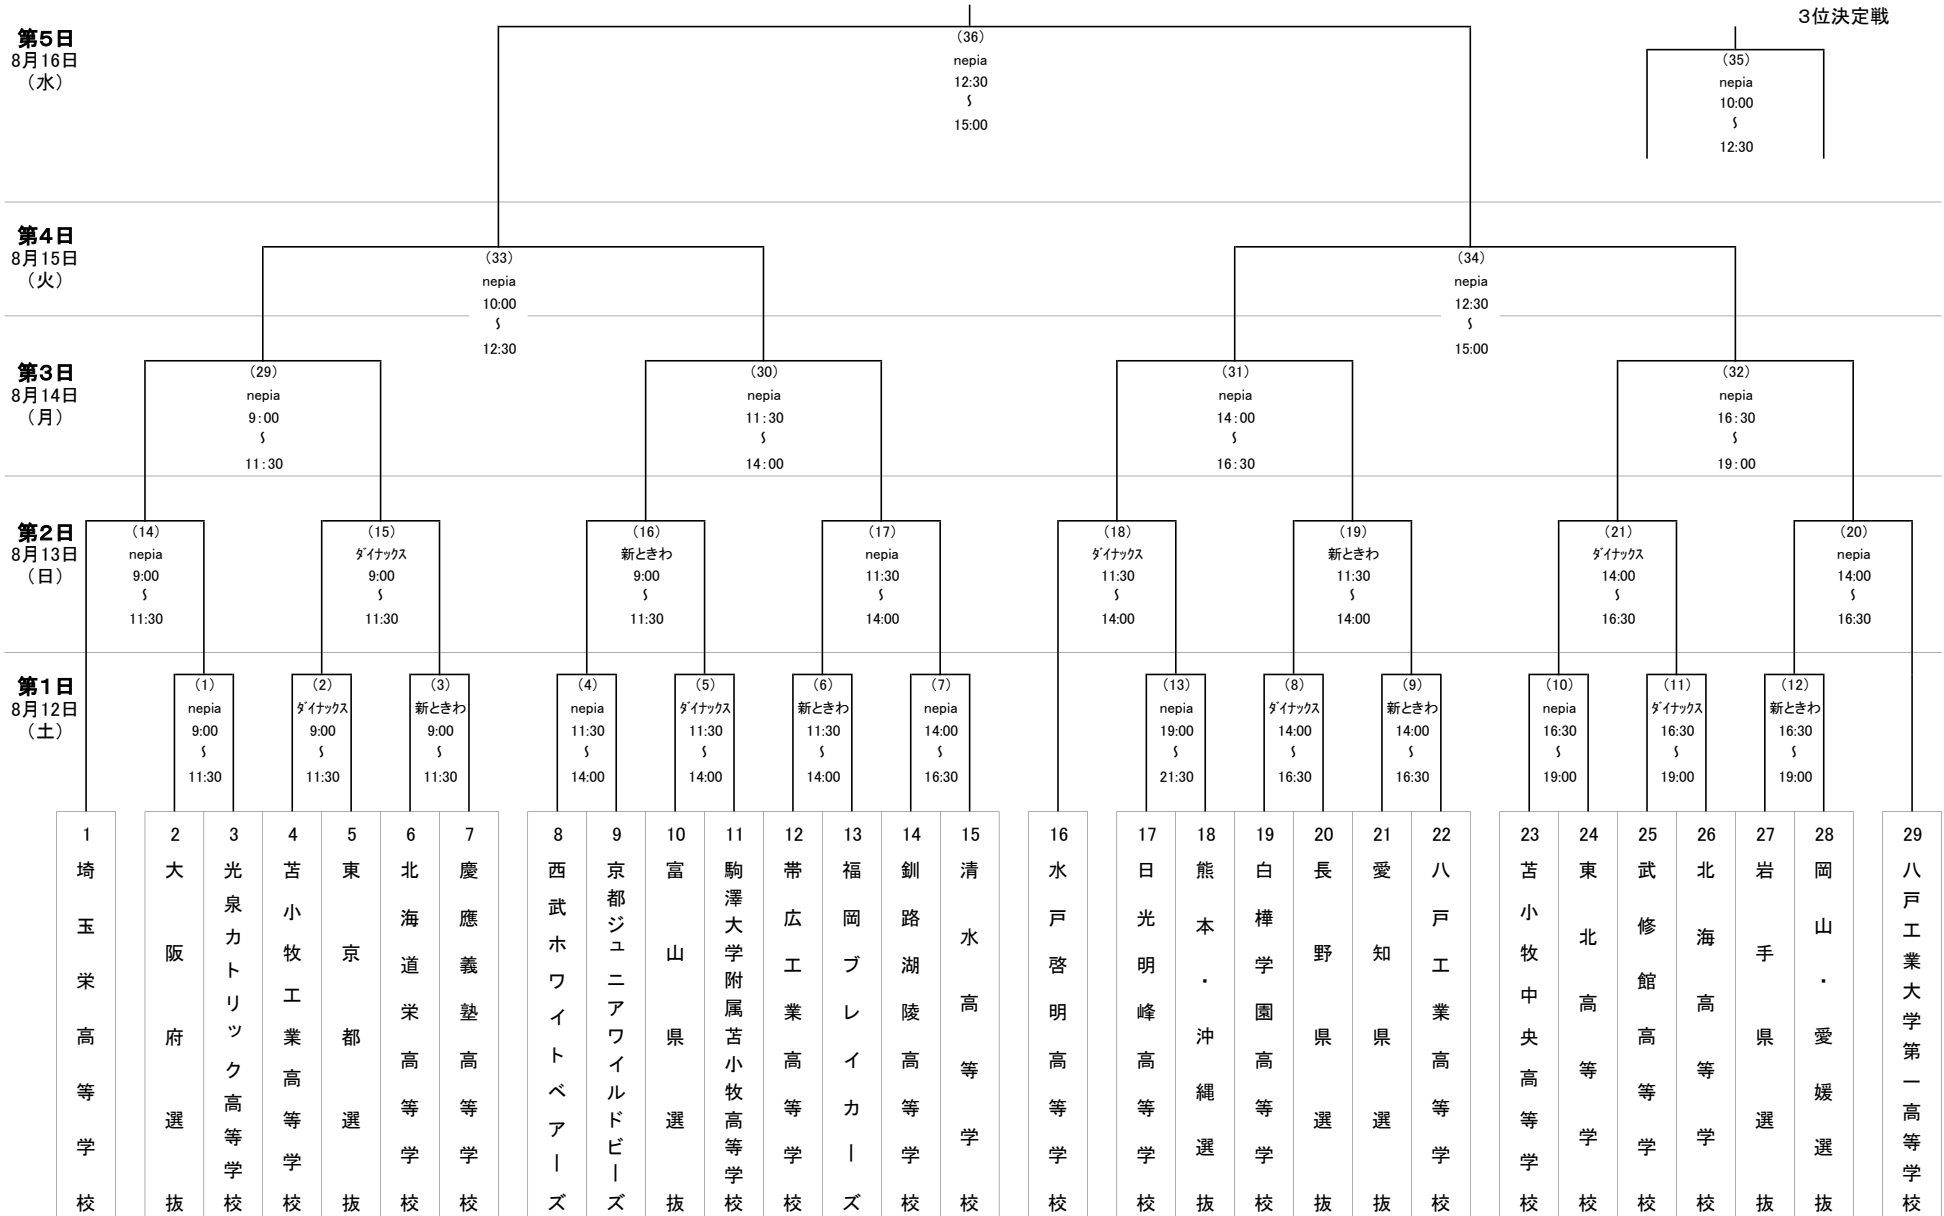 3位決定戦
第5日
8月16日
(水)
(36)
nepia
12:30
～
15:00
(35)
nepia
10:00
～
12:30
第4日
8月15日
(火)
(33)
nepia
10:00
～
12:30
(34)
nepia
12:30
～
15:00
第3日
8月14日
(月)
(29)
nepia
9:00
～
11:30
(30)
nepia
11:30
～
14:00
(31)
nepia
14:00
～
16:30
(32)
nepia
16:30
～
19:00
第2日
8月13日
(日)
(14)
nepia
9:00
～
11:30
(15)
ﾀﾞｲﾅｯｸｽ
9:00
～
11:30
(16)
新ときわ
9:00
～
11:30
(17)
nepia
11:30
～
14:00
(18)
ﾀﾞｲﾅｯｸｽ
11:30
～
14:00
(19)
新ときわ
11:30
～
14:00
(21)
ﾀﾞｲﾅｯｸｽ
14:00
～
16:30
(20)
nepia
14:00
～
16:30
第1日
8月12日
(土)
(1)
nepia
9:00
～
11:30
(2)
ﾀﾞｲﾅｯｸｽ
9:00
～
11:30
(3)
新ときわ
9:00
～
11:30
(4)
nepia
11:30
～
14:00
(5)
ﾀﾞｲﾅｯｸｽ
11:30
～
14:00
(6)
新ときわ
11:30
～
14:00
(7)
nepia
14:00
～
16:30
(13)
nepia
19:00
～
21:30
(8)
ﾀﾞｲﾅｯｸｽ
14:00
～
16:30
(9)
新ときわ
14:00
～
16:30
(10)
nepia
16:30
～
19:00
(11)
ﾀﾞｲﾅｯｸｽ
16:30
～
19:00
(12)
新ときわ
16:30
～
19:00
1
埼玉栄高等学校
2
大阪府選抜
3
光泉カトリック高等学校
4
苫小牧工業高等学校
5
東京都選抜
6
北海道栄高等学校
7
慶應義塾高等学校
8
西武ホワイトベアーズ
9
京都ジュニアワイルドビーズ
10
富山県選抜
11
駒澤大学附属苫小牧高等学校
12
帯広工業高等学校
13
福岡ブレイカーズ
14
釧路湖陵高等学校
15
清水高等学校
16
水戸啓明高等学校
17
日光明峰高等学校
18
熊本・沖縄選抜
19
白樺学園高等学校
20
長野県選抜
21
愛知県選抜
22
八戸工業高等学校
23
苫小牧中央高等学校
24
東北高等学校
25
武修館高等学校
26
北海高等学校
27
岩手県選抜
28
岡山・愛媛選抜
29
八戸工業大学第一高等学校